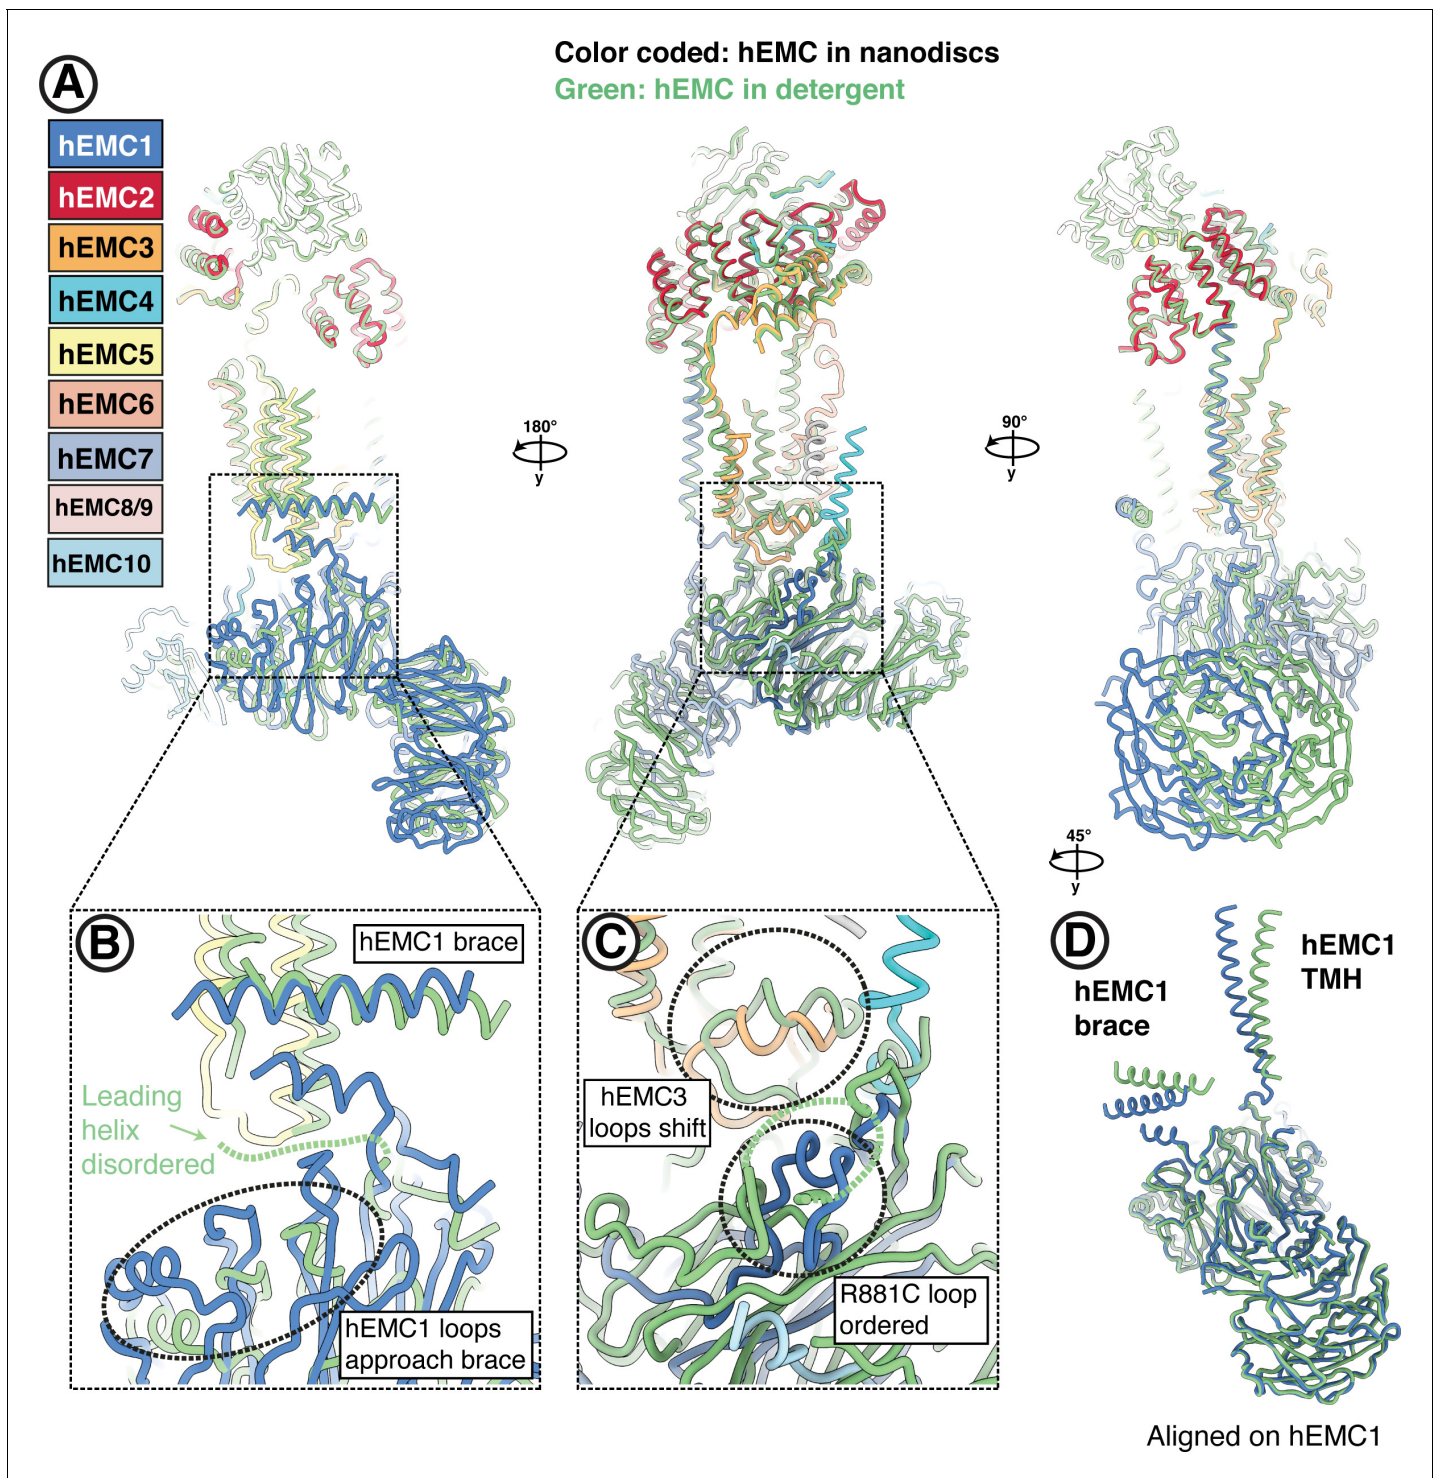 Color coded: hEMC in nanodiscs
Green: hEMC in detergent
A
hEMC1
hEMC2
hEMC3
hEMC4
hEMC5
hEMC6
hEMC7
hEMC8/9
hEMC10
180°
y
90°
y
45°
y
B
hEMC1 brace
Leading
helix
disordered
hEMC1 loops
approach brace
C
hEMC3
loops shift
R881C loop
ordered
D
hEMC1
TMH
hEMC1
brace
Aligned on hEMC1